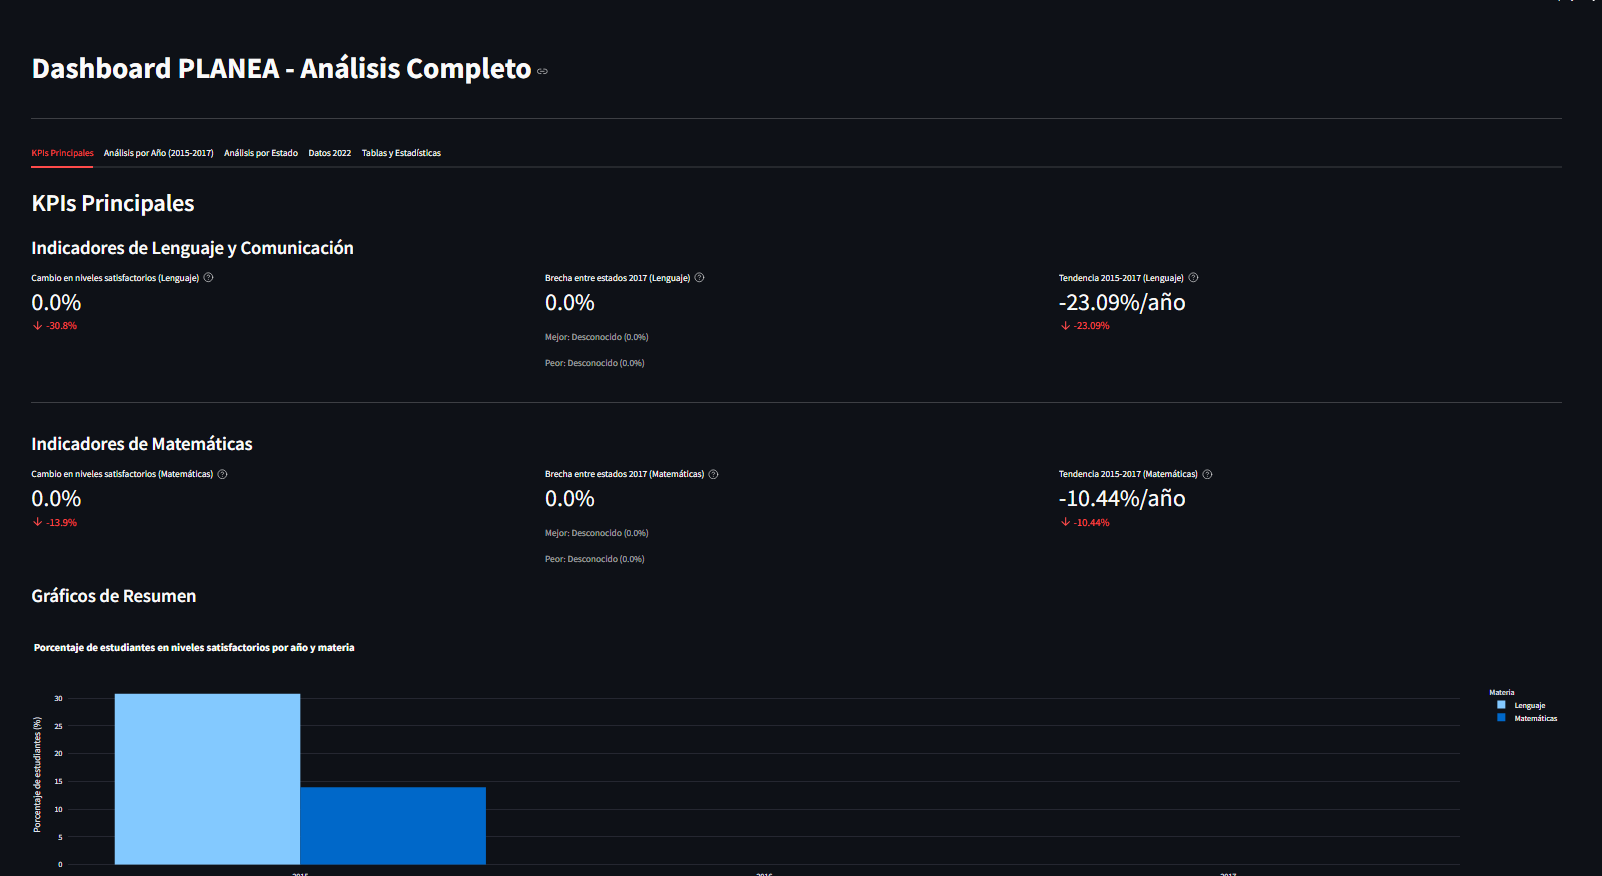 Dashboard PLANEA - Análisis Completo
KPIs Principales Análisis por Año (2015-2017) Análisis por Estado Datos 2022 Tablas y Estadísticas
KPIs Principales
Indicadores de Lenguaje y Comunicación
Cambio en niveles satisfactorios (Lenguaje) Brecha entre estados 2017 (Lenguaje) Tendencia 2015-2017 (Lenguaje)
0.0% 0.0% -23.09%/año
-30.8% -23.09%
Mejor: Desconocido (0.0%)
Peor: Desconocido (0.0%)
Indicadores de Matemáticas
Cambio en niveles satisfactorios (Matemáticas) Brecha entre estados 2017 (Matemáticas) Tendencia 2015-2017 (Matemáticas)
0.0% 0.0% -10.44%/año
-13.9% -10.44%
Mejor: Desconocido (0.0%)
Peor: Desconocido (0.0%)
Gráficos de Resumen
Porcentaje de estudiantes en niveles satisfactorios por año y materia
Materia
Lenguaje
Matemáticas
Porcentaje de estudiantes (%)
30
25
20
15
10
5
0
2015 2016 2017